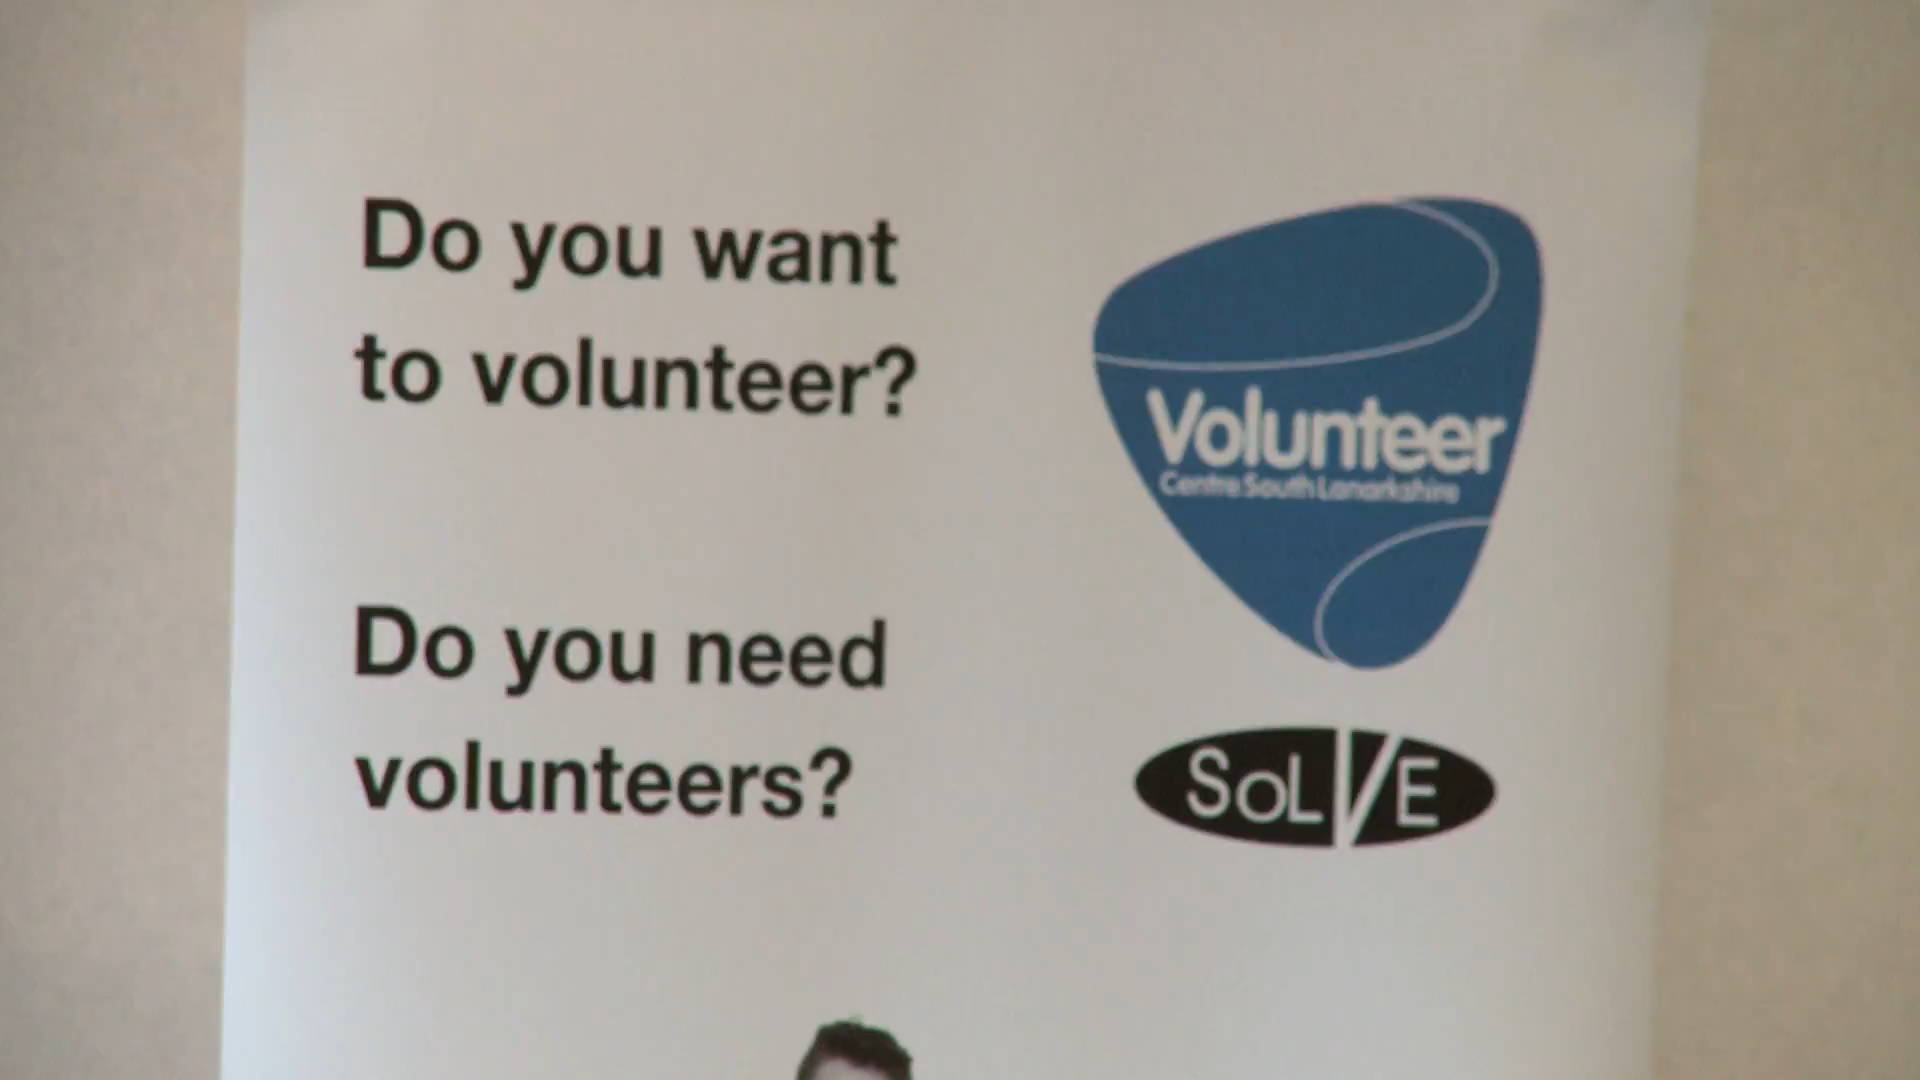 Do you want
to volunteer?
Do you need
volunteers?
Volunteer
Centre South Lanarkshire
SOLVE